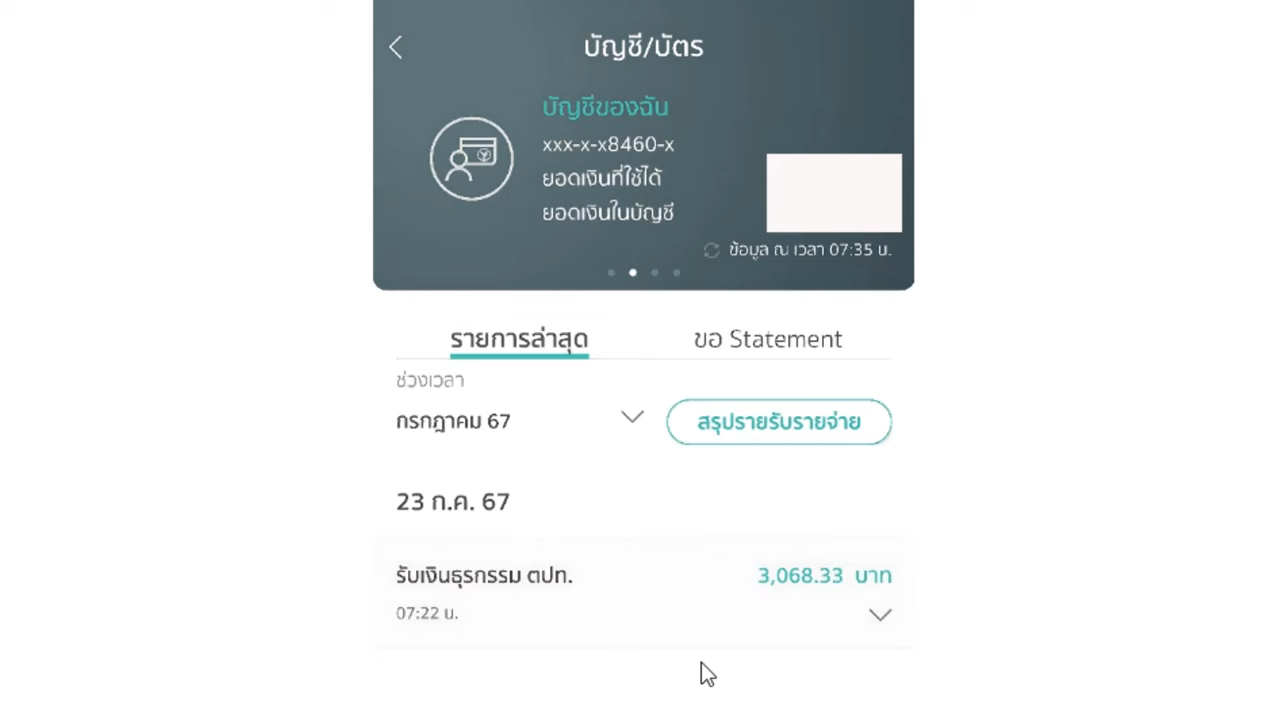 บัญชี/บัตร
บัญชีของฉัน
xxx-x-x8460-x
ยอดเงินที่ใช้ได้
ยอดเงินในบัญชี
ข้อมูล ณ เวลา 07:35 น.
รายการล่าสุด
ขอ Statement
ช่วงเวลา
กรกฎาคม 67
สรุปรายรับรายจ่าย
23 ก.ค. 67
รับเงินธุรกรรม ตปท.
3,068.33 บาท
07:22 น.